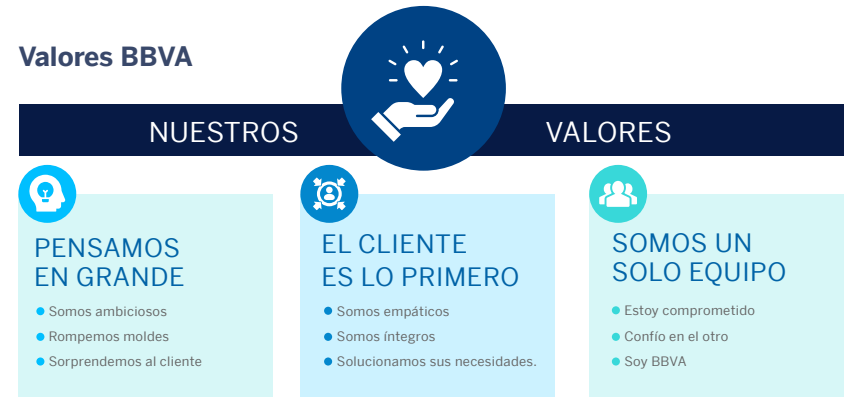 Valores BBVA
NUESTROS VALORES
PENSAMOS
EN GRANDE
Somos ambiciosos
Rompemos moldes
Sorprendemos al cliente
EL CLIENTE
ES LO PRIMERO
Somos empáticos
Somos íntegros
Solucionamos sus necesidades.
SOMOS UN
SOLO EQUIPO
Estoy comprometido
Confío en el otro
Soy BBVA